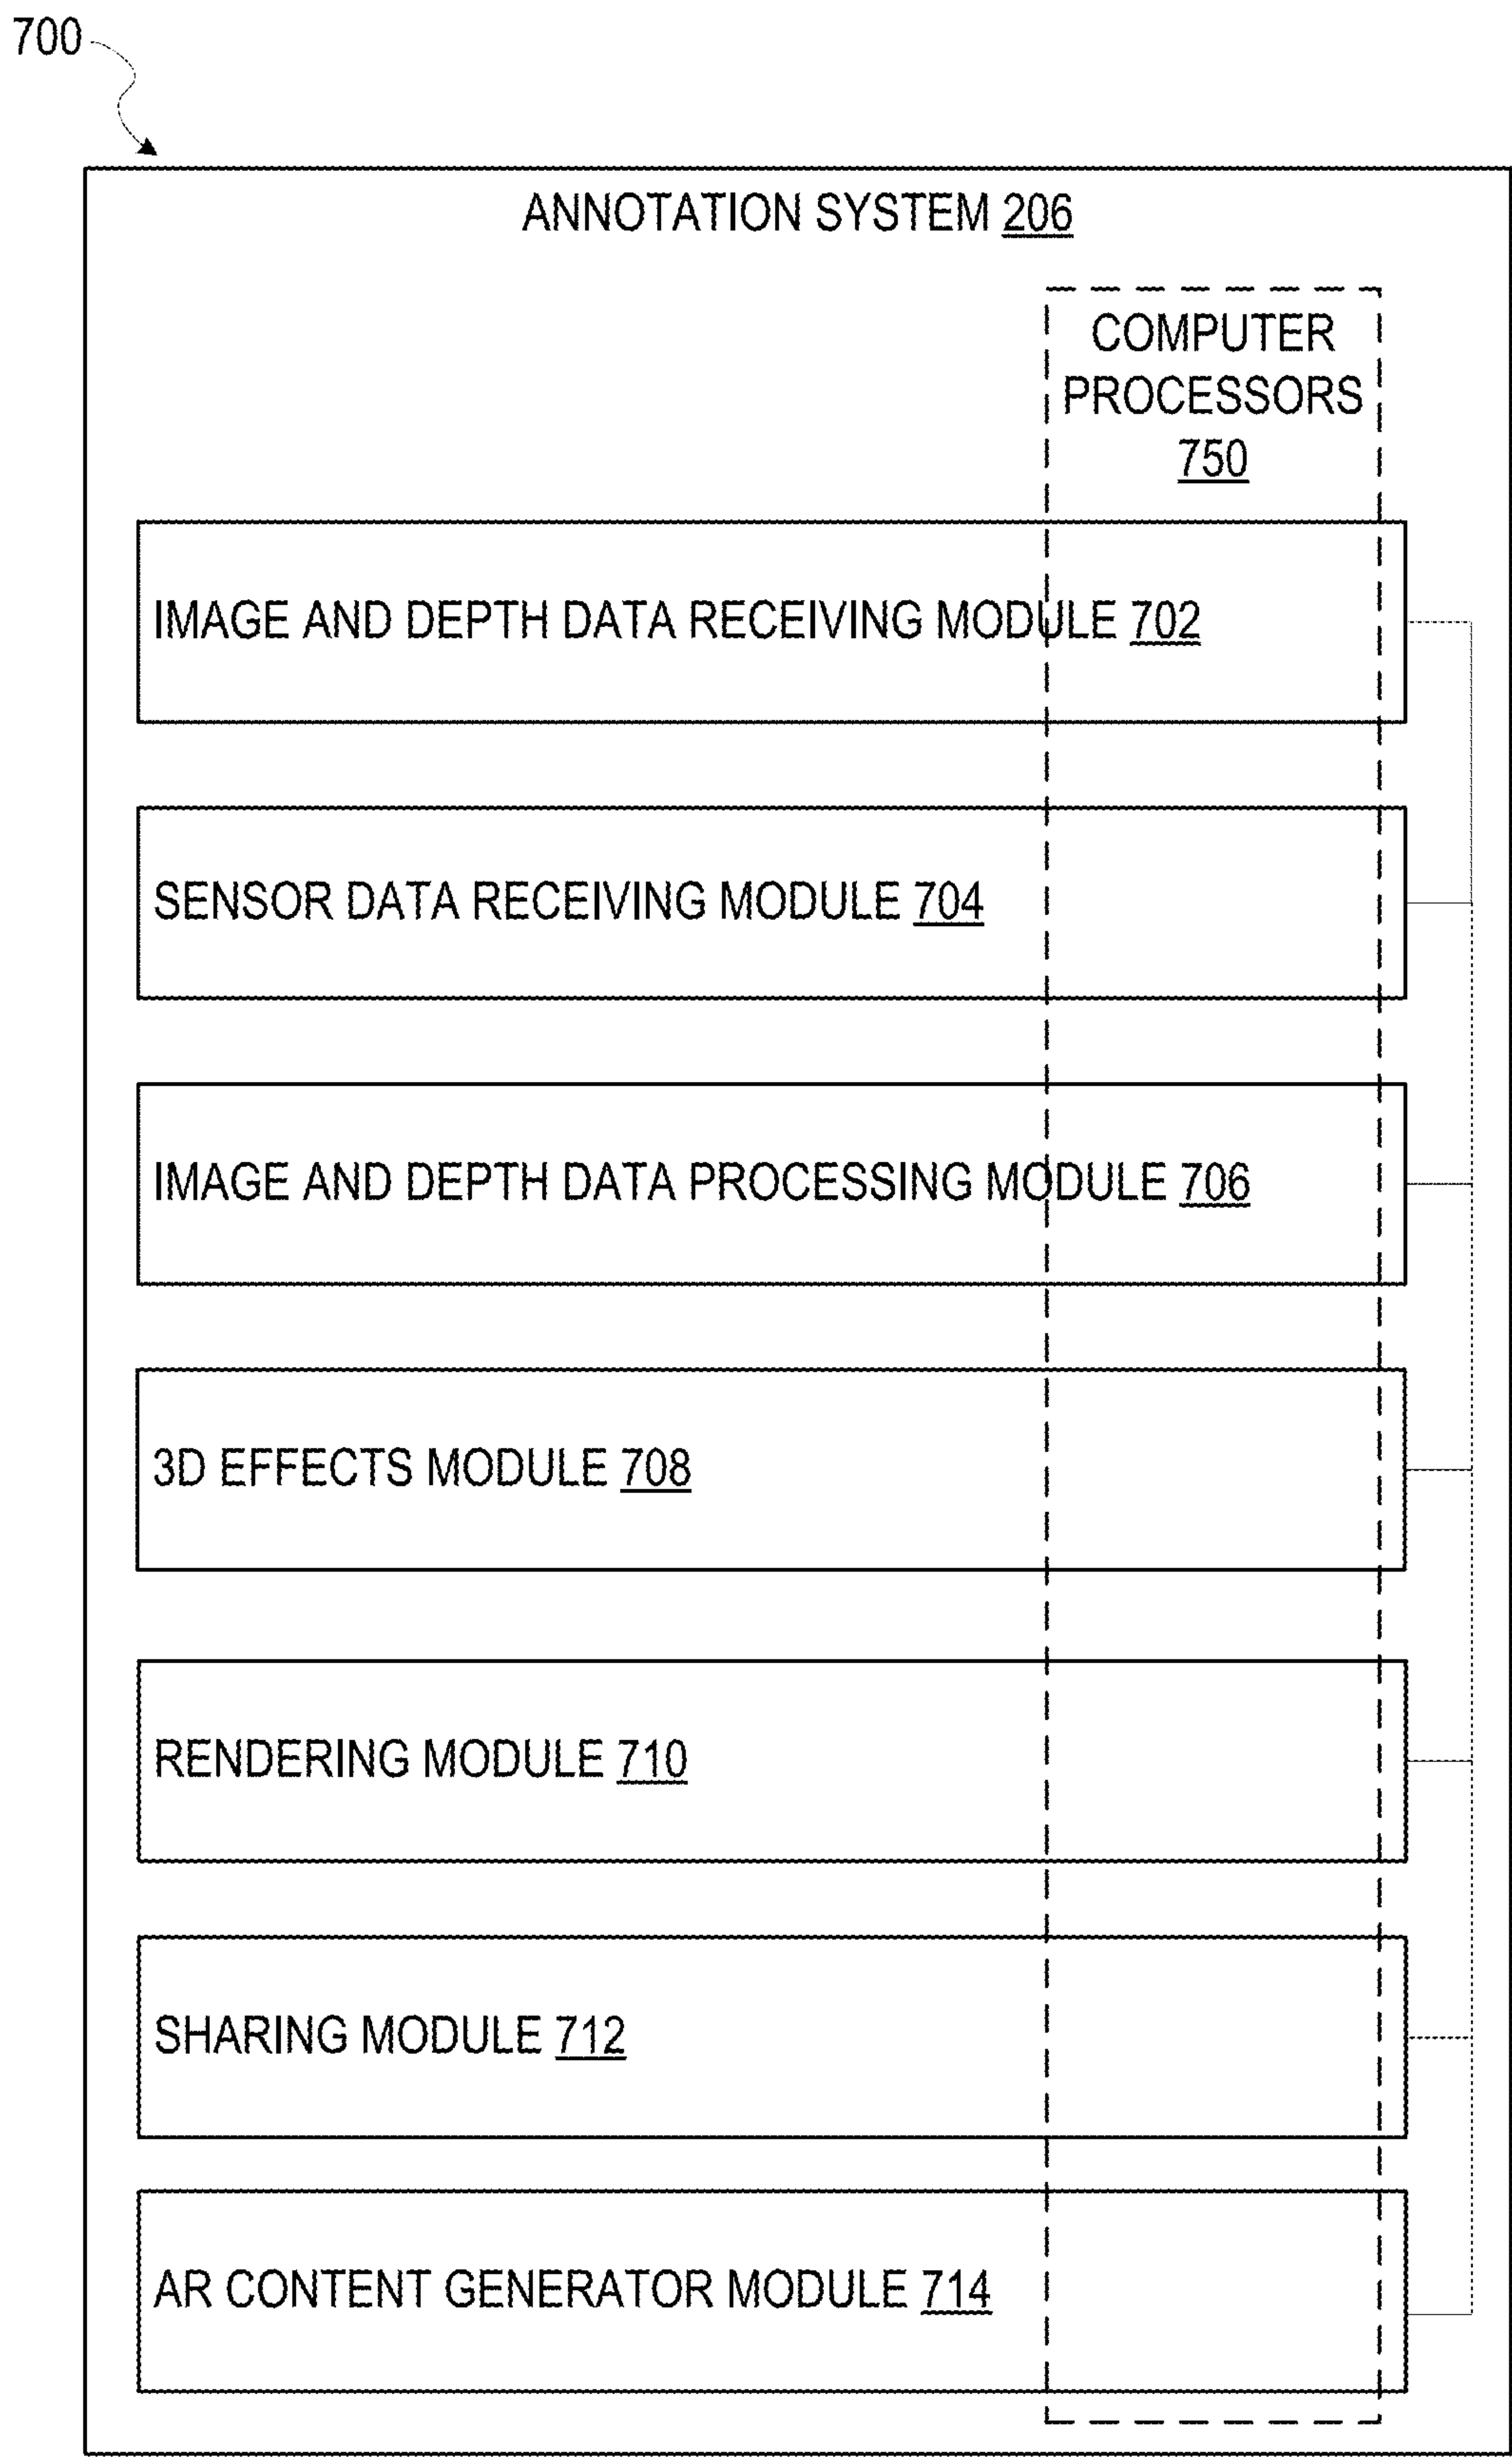 700
ANNOTATION SYSTEM 206
COMPUTER
PROCESSORS
750
IMAGE AND DEPTH DATA RECEIVING MODULE 702
SENSOR DATA RECEIVING MODULE 704
IMAGE AND DEPTH DATA PROCESSING MODULE 706
3D EFFECTS MODULE 708
RENDERING MODULE 710
SHARING MODULE 712
AR CONTENT GENERATOR MODULE 714